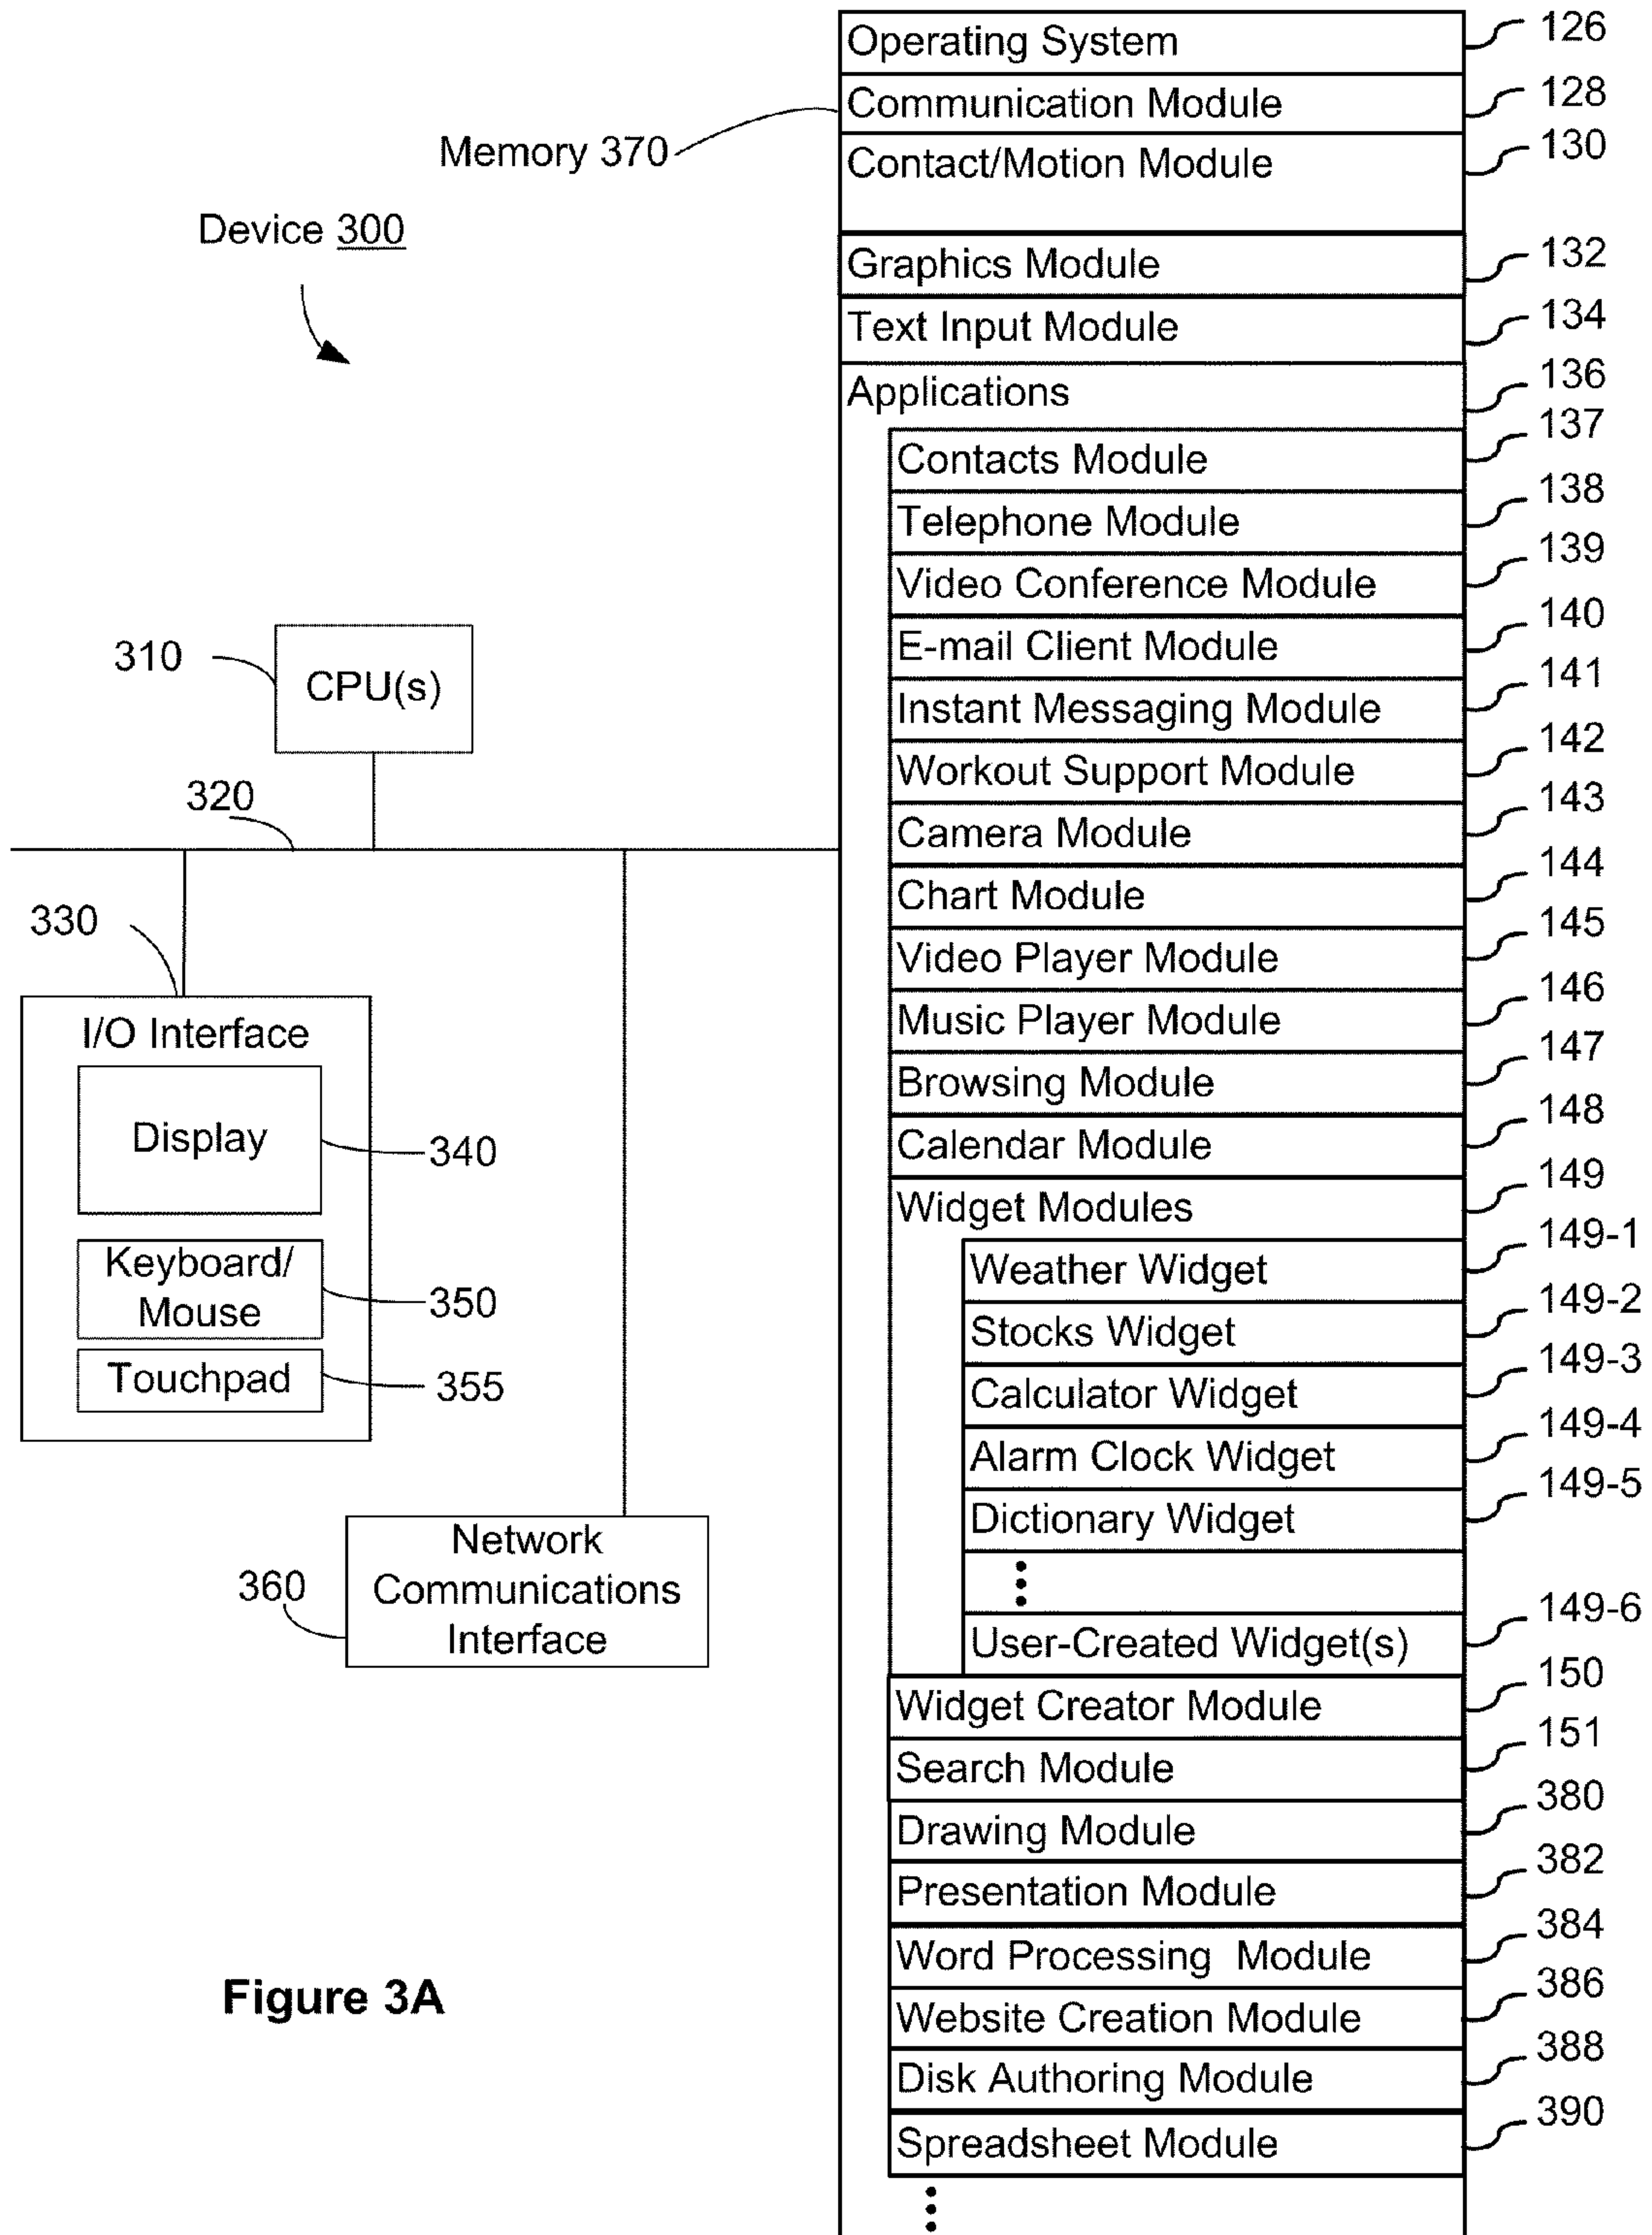 Operating System 126
Communication Module 128
Memory 370
Contact/Motion Module 130
Device 300
Graphics Module 132
Text Input Module 134
Applications 136
Contacts Module 137
Telephone Module 138
Video Conference Module 139
E-mail Client Module 140
Instant Messaging Module 141
Workout Support Module 142
Camera Module 143
Chart Module 144
Video Player Module 145
Music Player Module 146
Browsing Module 147
Calendar Module 148
Widget Modules 149
Weather Widget 149-1
Stocks Widget 149-2
Calculator Widget 149-3
Alarm Clock Widget 149-4
Dictionary Widget 149-5
User-Created Widget(s) 149-6
Widget Creator Module 150
Search Module 151
Drawing Module 380
Presentation Module 382
Word Processing  Module 384
Website Creation Module 386
Disk Authoring Module 388
Spreadsheet Module 390
310
CPU(s)
320
330
I/O Interface
Display
340
Keyboard/
Mouse
350
Touchpad
355
360
Network
Communications
Interface
Figure 3A